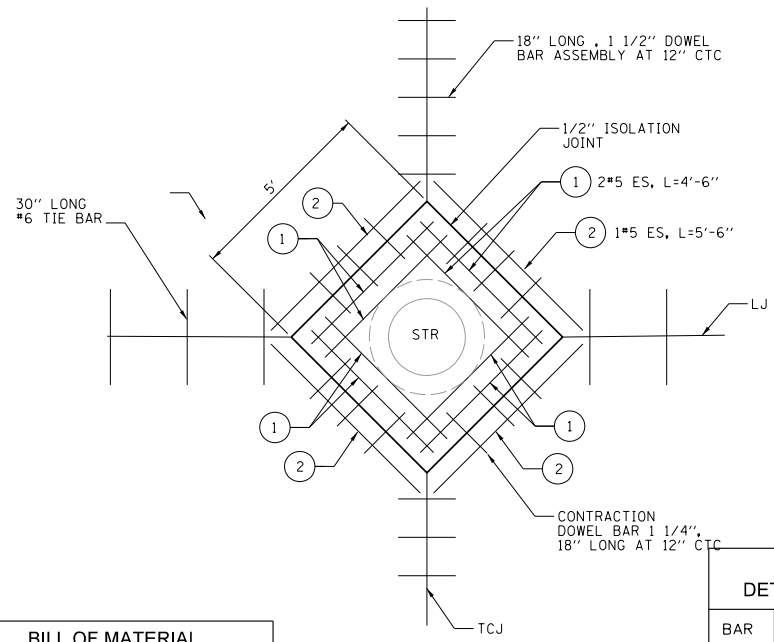 18" LONG , 1 1/2" DOWEL
BAR ASSEMBLY AT 12" CTC
1/2" ISOLATION
JOINT
5'
1 2#5 ES, L=4'-6"
2
30" LONG
#6 TIE BAR
1
2 1#5 ES, L=5'-6"
LJ
STR
1
1
2
2
CONTRACTION
DOWEL BAR 1 1/4",
18" LONG AT 12" CTC
DET
BILL OF MATERIAL
TCJ
BAR